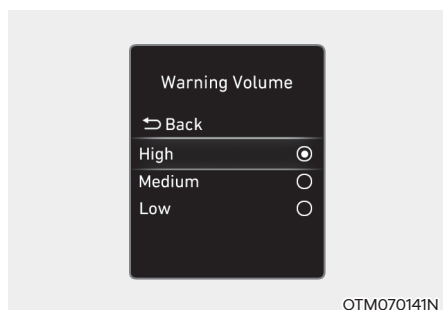 Warning Volume
Back
High
Medium
Low
OTM070141N